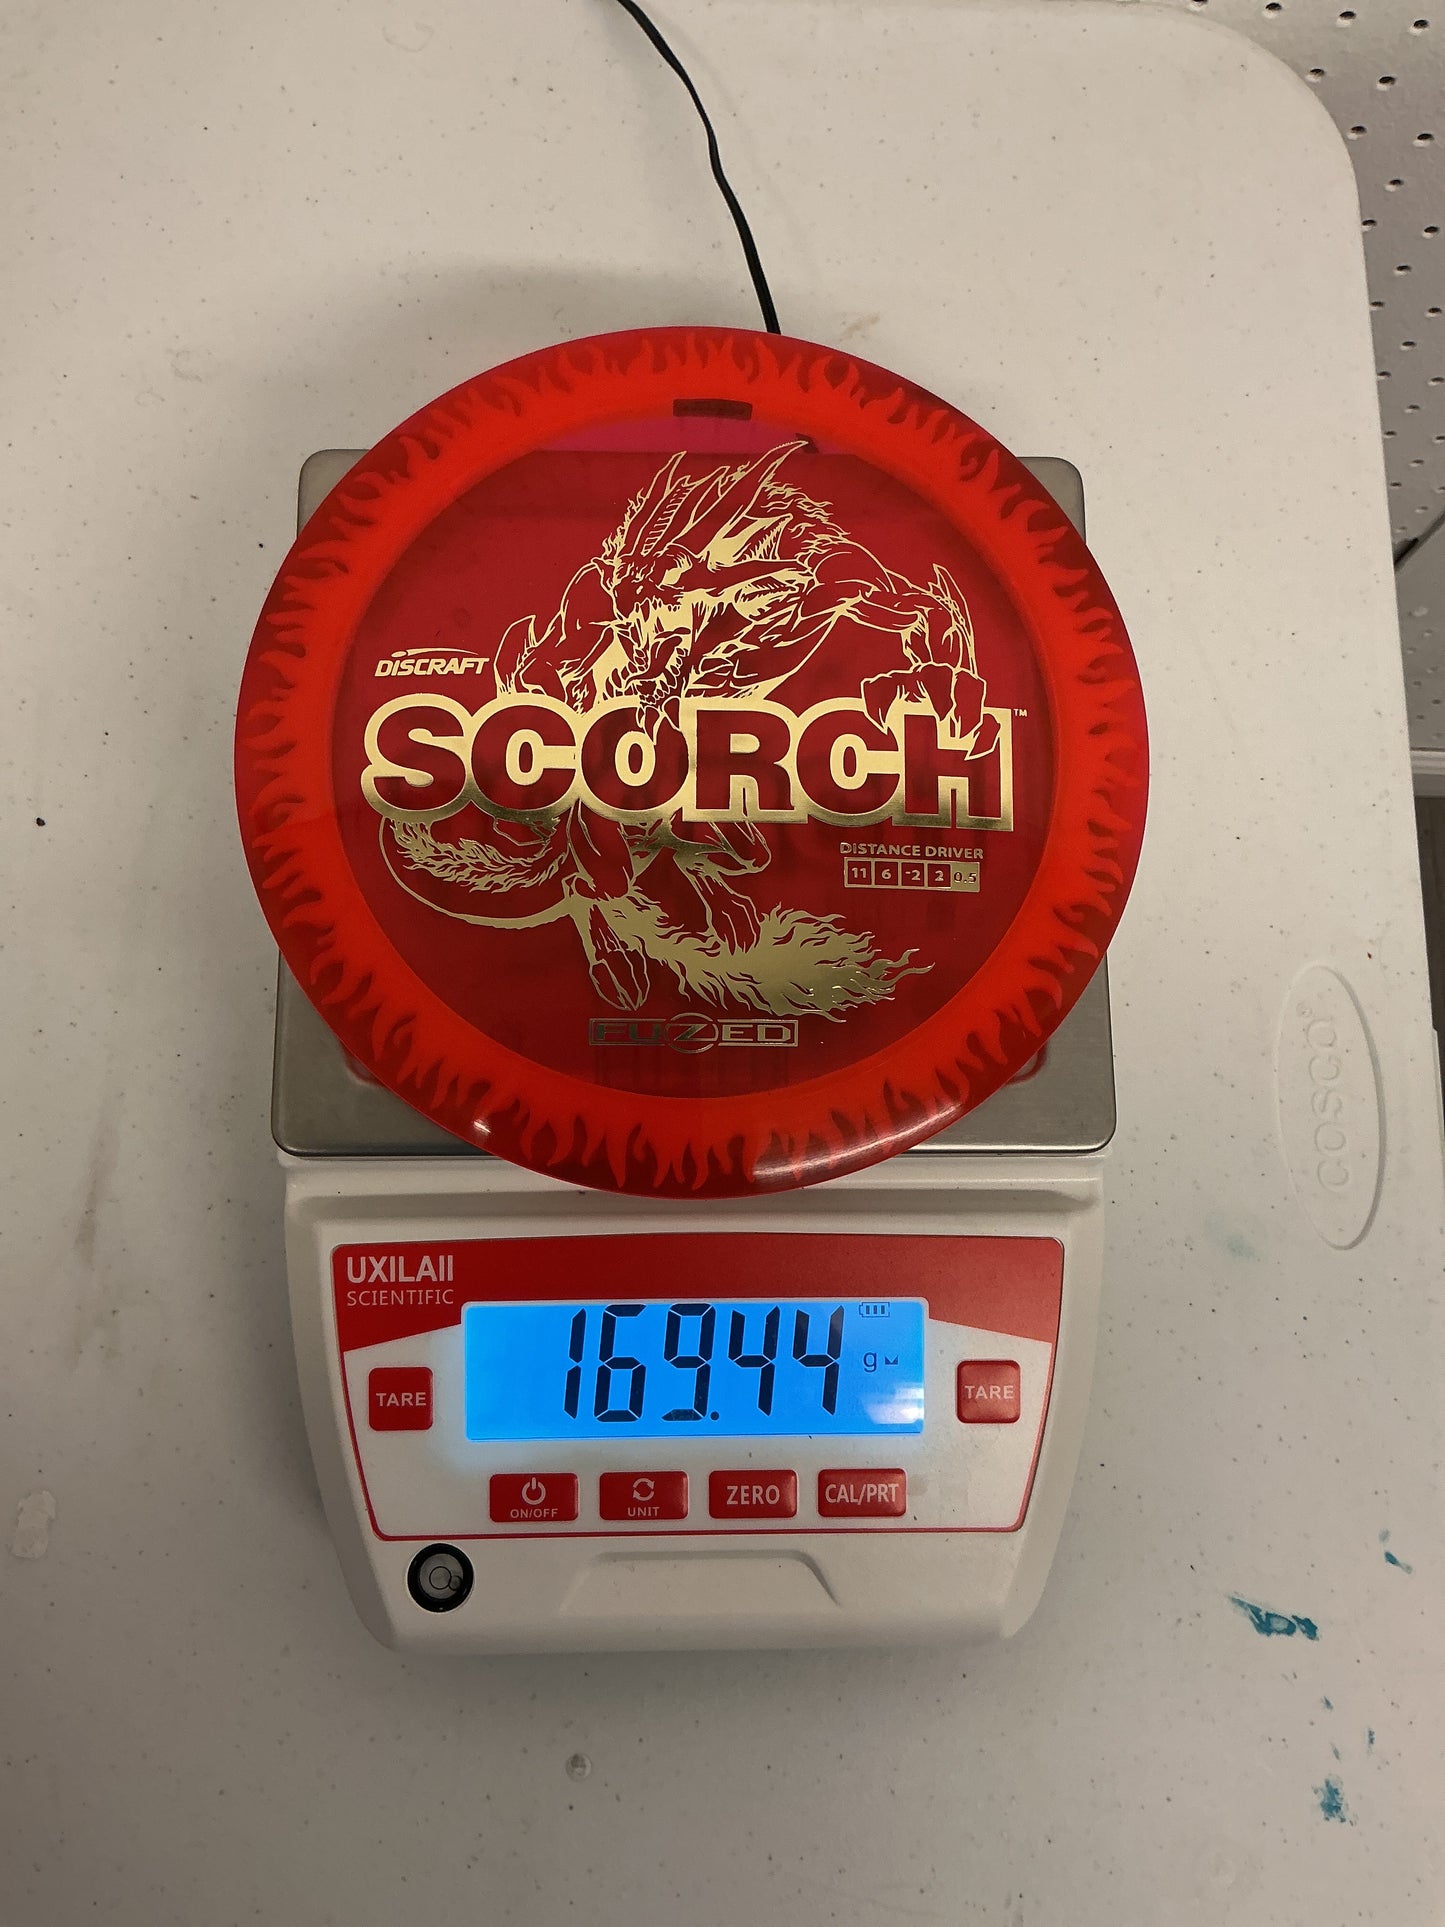 DISCRAFT
SCORCH™
DISTANCE DRIVER
11 6 -2 2 0.5
FUZED
UXILAII
SCIENTIFIC
169.44 g
TARE
TARE
ON/OFF
UNIT
ZERO
CAL/PRT
COSCO®